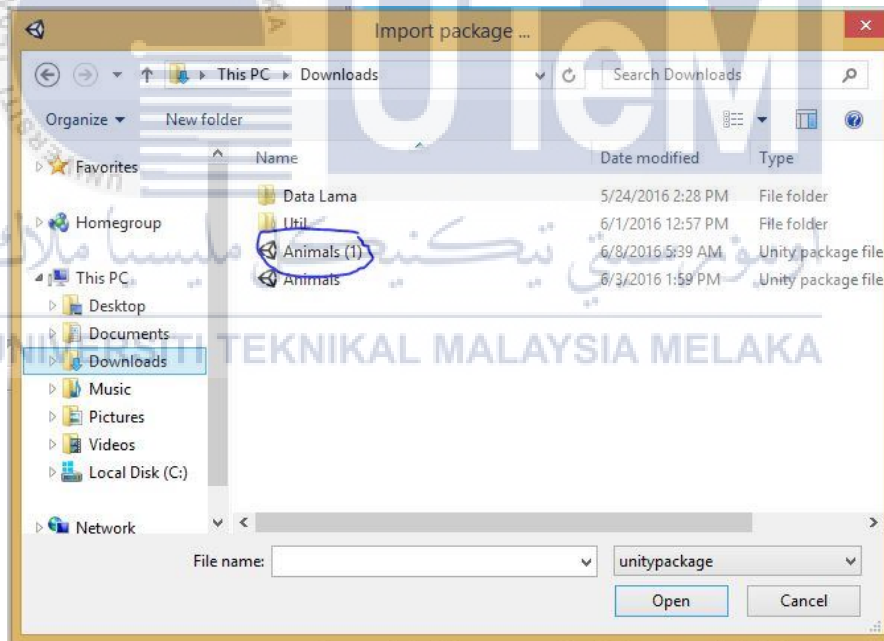 Import package ...
This PC Downloads
Search Downloads
Organize
New folder
Name
Date modified
Type
Favorites
Homegroup
This PC
Desktop
Documents
Downloads
Music
Pictures
Videos
Local Disk (C:)
Network
Data Lama 5/24/2016 2:28 PM File folder
Util 6/1/2016 12:57 PM File folder
Animals (1) 6/8/2016 5:39 AM Unity package file
Animals 6/3/2016 1:59 PM Unity package file
UTeM
اونيۏرسيتي تيكنيكل مليسيا ملاك
UNIVERSITI TEKNIKAL MALAYSIA MELAKA
File name:
unitypackage
Open
Cancel